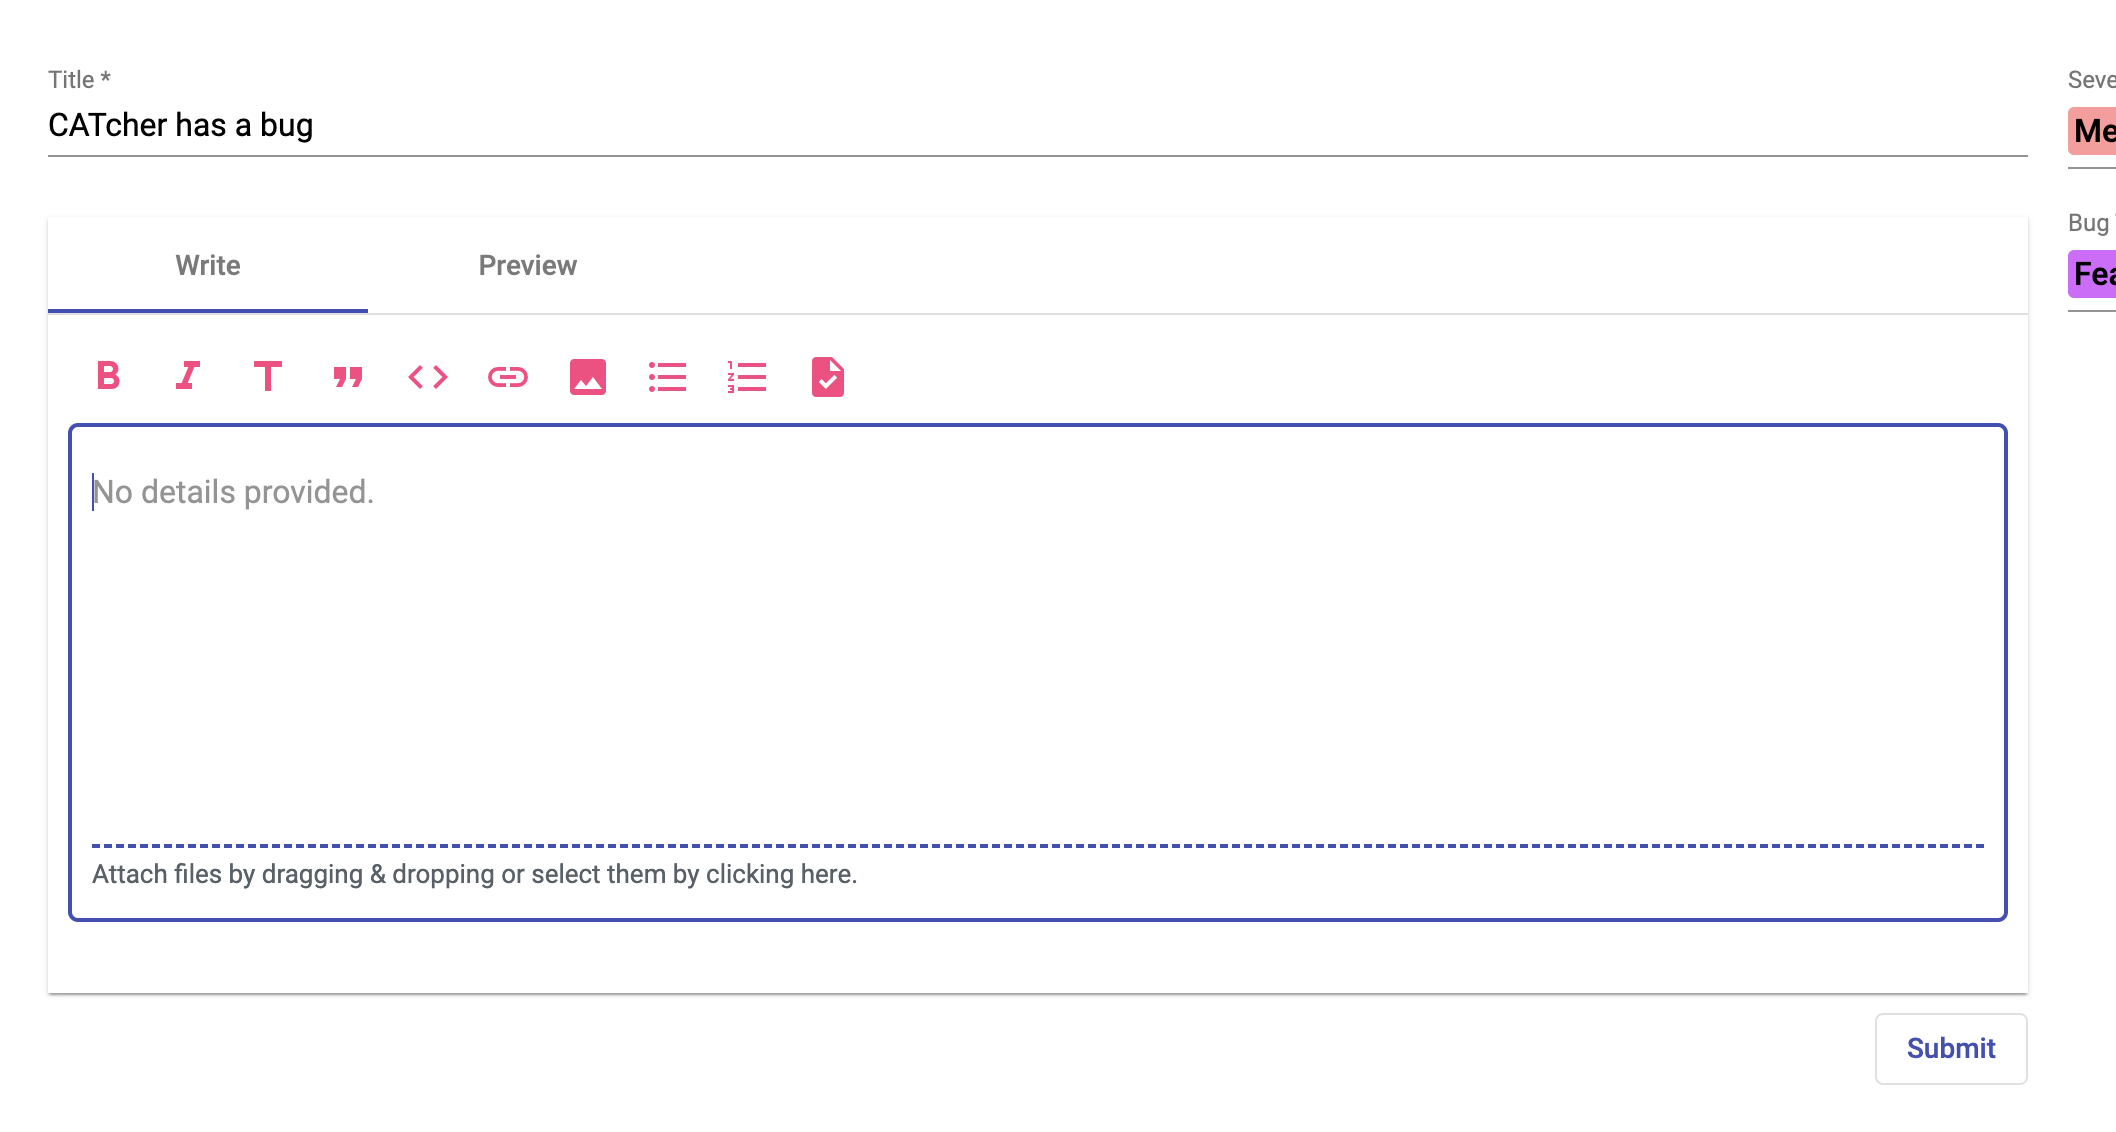 Title *
CATcher has a bug
Seve
Me
Bug
Fea
Write
Preview
No details provided.
Attach files by dragging & dropping or select them by clicking here.
Submit